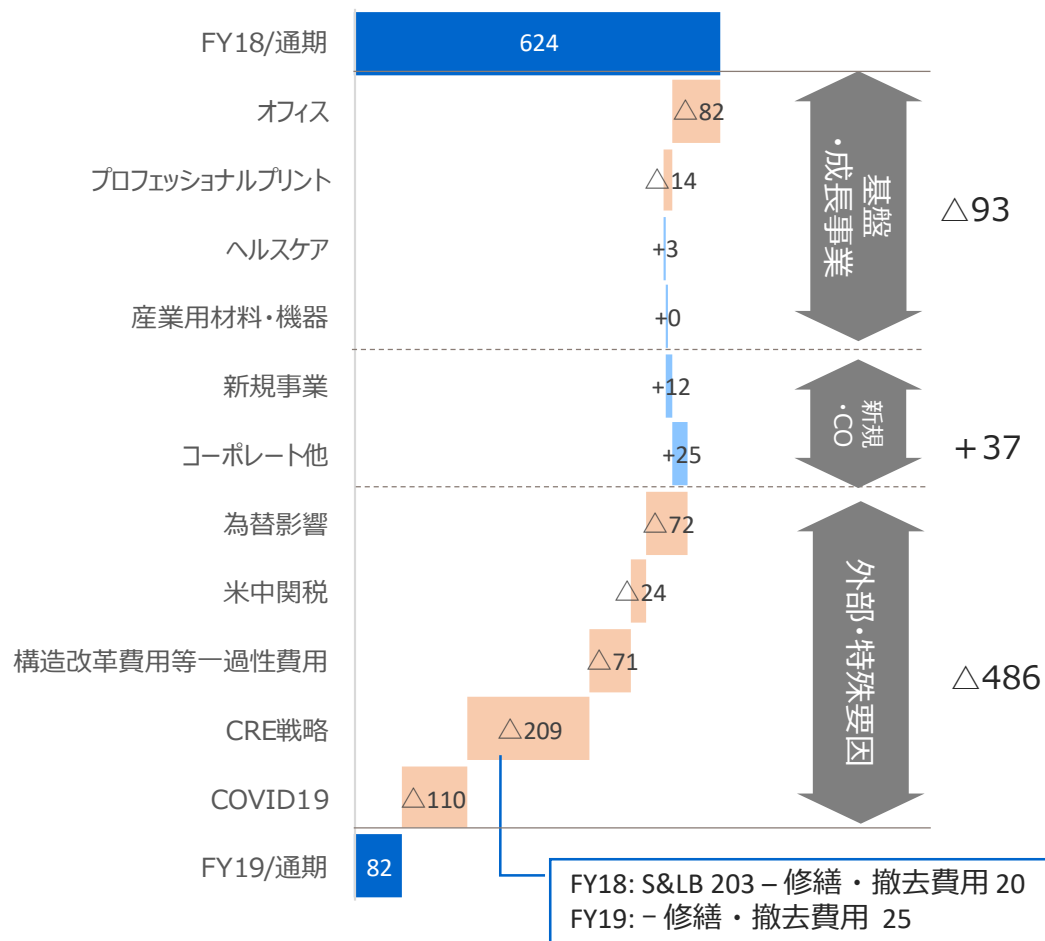 FY18/通期
624
オフィス
△82
プロフェッショナルプリント
△14
ヘルスケア
+3
産業用材料・機器
+0
基盤
・成長事業
△93
新規事業
+12
コーポレート他
+25
新規
・CO
+37
為替影響
△72
米中関税
△24
構造改革費用等一過性費用
△71
CRE戦略
△209
COVID19
△110
外部・特殊要因
△486
FY19/通期
82
FY18: S&LB 203 – 修繕・撤去費用 20
FY19: − 修繕・撤去費用 25